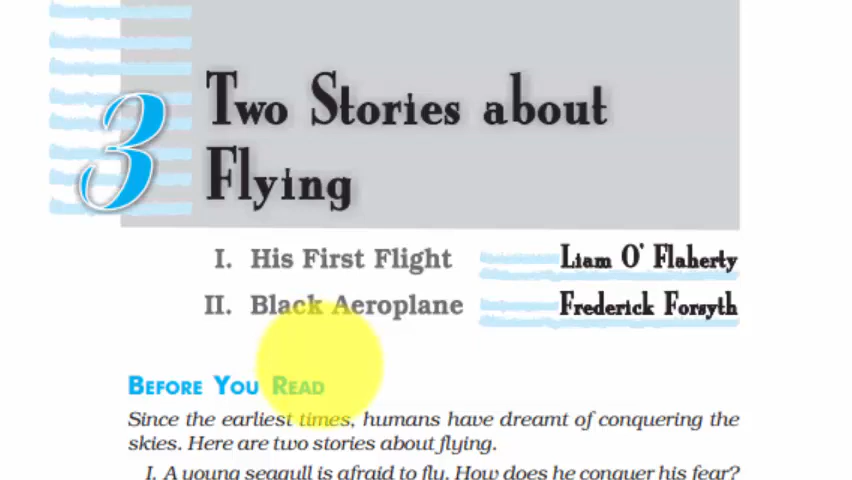 3
Two Stories about
Flying
I. His First Flight Liam O' Flaherty
II. Black Aeroplane Frederick Forsyth
BEFORE YOU READ
Since the earliest times, humans have dreamt of conquering the
skies. Here are two stories about flying.
I. A young seagull is afraid to fly. How does he conquer his fear?